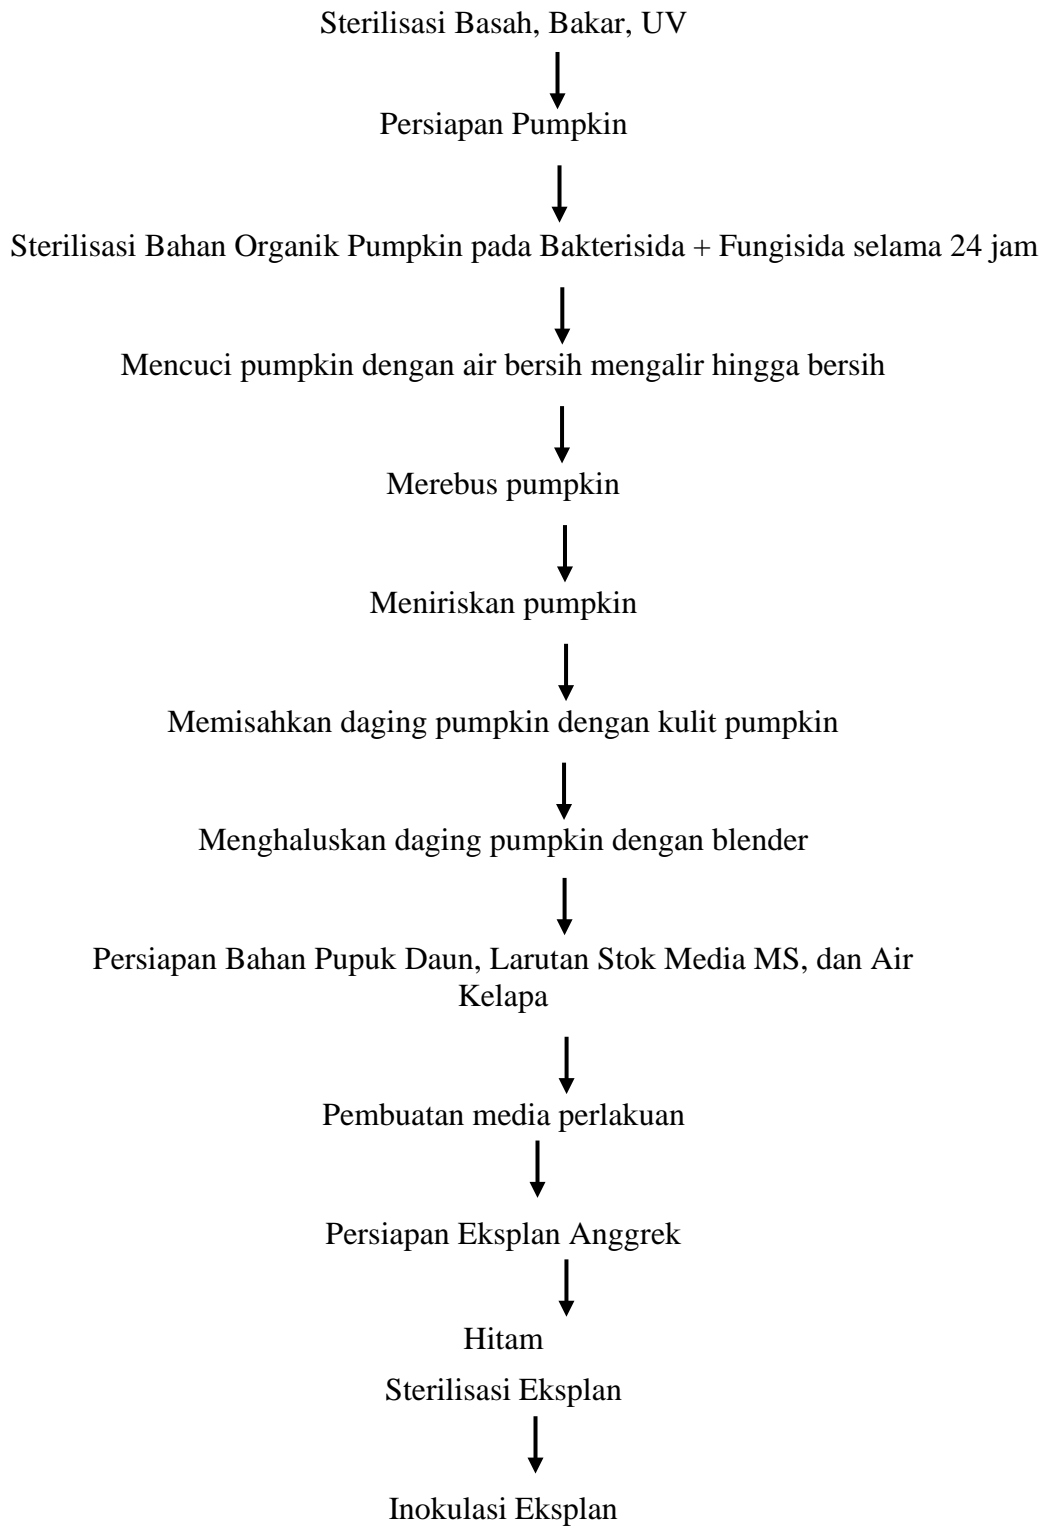 Sterilisasi Basah, Bakar, UV
Persiapan Pumpkin
Sterilisasi Bahan Organik Pumpkin pada Bakterisida + Fungisida selama 24 jam
Mencuci pumpkin dengan air bersih mengalir hingga bersih
Merebus pumpkin
Meniriskan pumpkin
Memisahkan daging pumpkin dengan kulit pumpkin
Menghaluskan daging pumpkin dengan blender
Persiapan Bahan Pupuk Daun, Larutan Stok Media MS, dan Air
Kelapa
Pembuatan media perlakuan
Persiapan Eksplan Anggrek
Hitam
Sterilisasi Eksplan
Inokulasi Eksplan